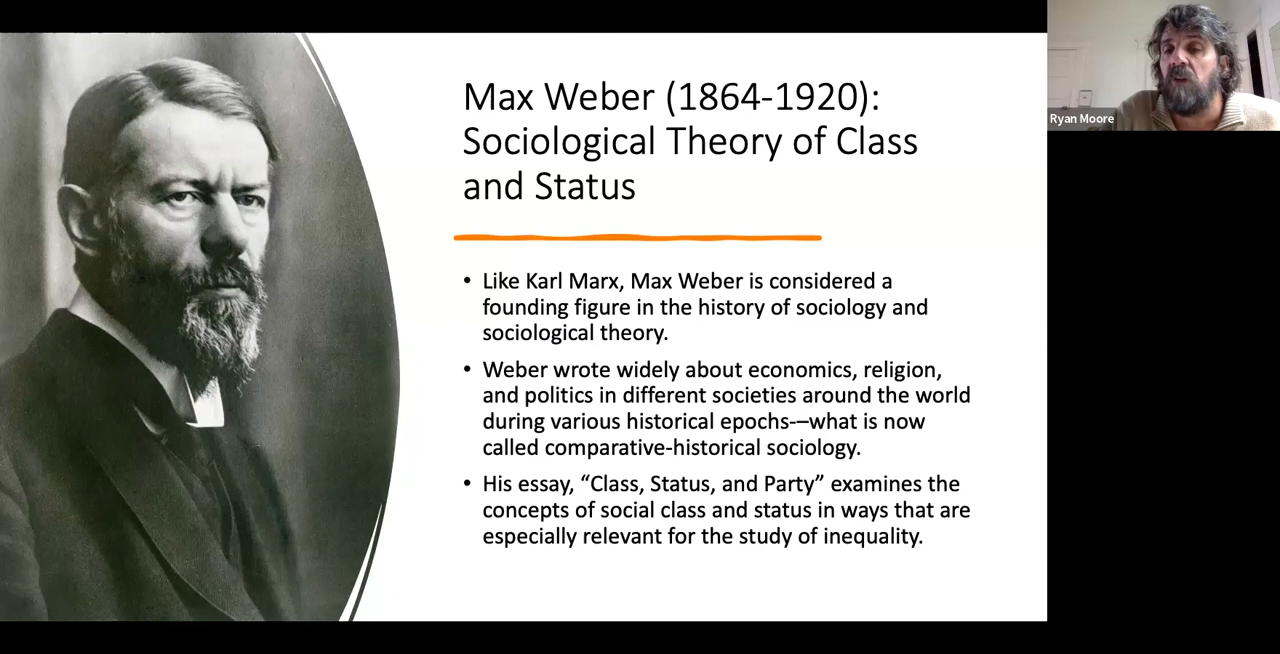 Max Weber (1864-1920):
Sociological Theory of Class
and Status
• Like Karl Marx, Max Weber is considered a
founding figure in the history of sociology and
sociological theory.
• Weber wrote widely about economics, religion,
and politics in different societies around the world
during various historical epochs-–what is now
called comparative-historical sociology.
• His essay, “Class, Status, and Party” examines the
concepts of social class and status in ways that are
especially relevant for the study of inequality.
Ryan Moore